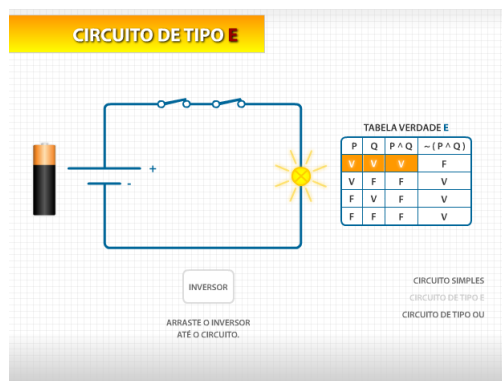 CIRCUITO DE TIPO E
+
-
TABELA VERDADE E
P Q P ^ Q ~ ( P ^ Q )
V V V F
V F F V
F V F V
F F F V
INVERSOR
ARRASTE O INVERSOR
ATÉ O CIRCUITO.
CIRCUITO SIMPLES
CIRCUITO DE TIPO E
CIRCUITO DE TIPO OU